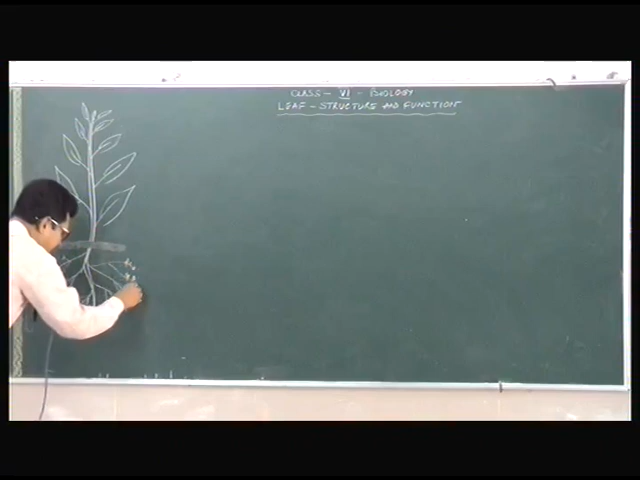 CLASS - VI - BIOLOGY
LEAF - STRUCTURE AND FUNCTION